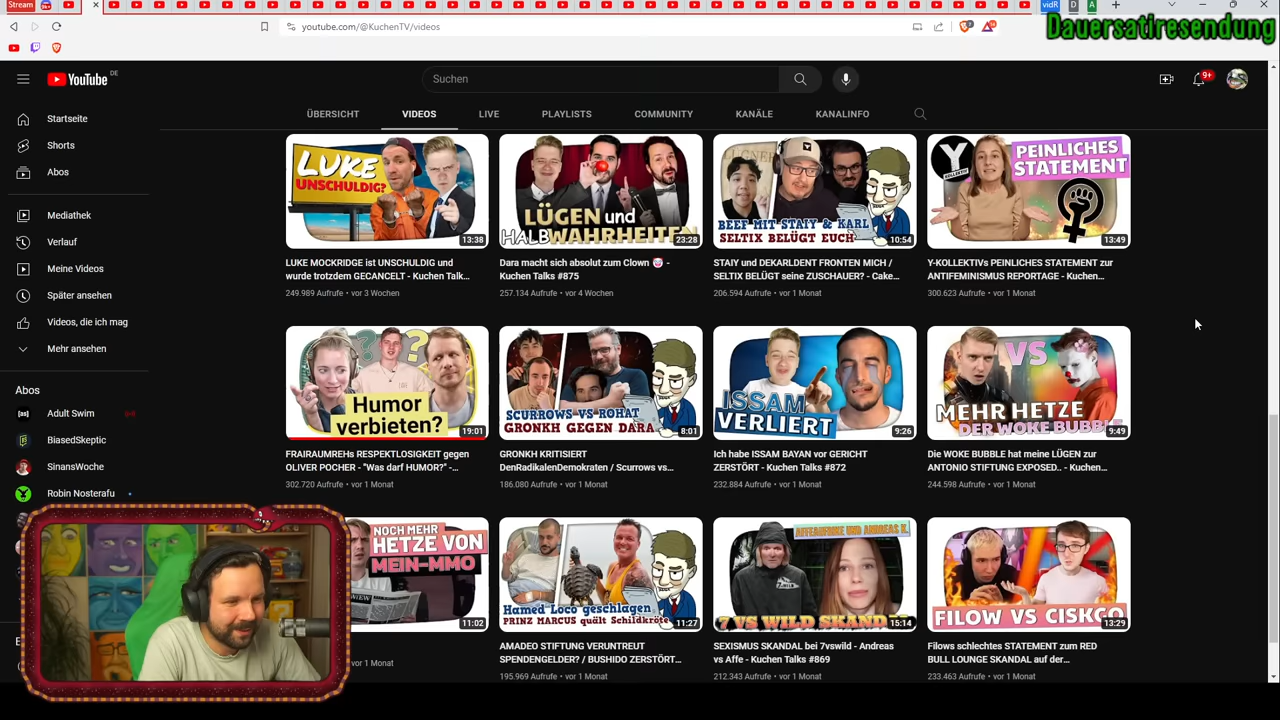 Stream
9+
vidR
D
A
youtube.com/@KuchenTV/videos
Dauersatiresendung
YouTube
DE
Suchen
9+
ÜBERSICHT
VIDEOS
LIVE
PLAYLISTS
COMMUNITY
KANÄLE
KANALINFO
Startseite
Shorts
Abos
Mediathek
Verlauf
Meine Videos
Später ansehen
Videos, die ich mag
Mehr ansehen
Abos
Adult Swim
BiasedSkeptic
SinansWoche
Robin Nosterafu
LUKE
UNSCHULDIG?
13:38
LUKE MOCKRIDGE ist UNSCHULDIG und
wurde trotzdem GECANCELT - Kuchen Talk...
249.989 Aufrufe • vor 3 Wochen
LÜGEN und
HALBWAHRHEITEN
23:28
Dara macht sich absolut zum Clown 🤡 -
Kuchen Talks #875
257.134 Aufrufe • vor 4 Wochen
BEEF MIT STAIY & KARL
SELTIX BELÜGT EUCH
10:54
STAIY und DEKARLDENT FRONTEN MICH /
SELTIX BELÜGT seine ZUSCHAUER? - Cake...
206.594 Aufrufe • vor 1 Monat
Y
KOLLEKTIV
PEINLICHES
STATEMENT
13:49
Y-KOLLEKTIVs PEINLICHES STATEMENT zur
ANTIFEMINISMUS REPORTAGE - Kuchen...
300.623 Aufrufe • vor 1 Monat
Humor
verbieten?
19:01
FRAIRAUMREHs RESPEKTLOSIGKEIT gegen
OLIVER POCHER - "Was darf HUMOR?" -...
302.720 Aufrufe • vor 1 Monat
SCURROWS VS ROHAT
GRONKH GEGEN DARA
8:01
GRONKH KRITISIERT
DenRadikalenDemokraten / Scurrows vs...
186.080 Aufrufe • vor 1 Monat
ISSAM
VERLIERT
9:26
Ich habe ISSAM BAYAN vor GERICHT
ZERSTÖRT - Kuchen Talks #872
232.884 Aufrufe • vor 1 Monat
VS
MEHR HETZE
DER WOKE BUBBLE
9:49
Die WOKE BUBBLE hat meine LÜGEN zur
ANTONIO STIFTUNG EXPOSED.. - Kuchen...
244.598 Aufrufe • vor 1 Monat
NOCH MEHR
HETZE VON
MEIN-MMO
11:02
vor 1 Monat
Hamed Loco geschlagen
PRINZ MARCUS quält Schildkröte
11:27
AMADEO STIFTUNG VERUNTREUT
SPENDENGELDER? / BUSHIDO ZERSTÖRT...
195.969 Aufrufe • vor 1 Monat
AFFEAUFBIKE UND ANDREAS K.
7 VS WILD SKANDAL
15:14
SEXISMUS SKANDAL bei 7vswild - Andreas
vs Affe - Kuchen Talks #869
212.343 Aufrufe • vor 1 Monat
FILOW VS CISKGO
13:29
Filows schlechtes STATEMENT zum RED
BULL LOUNGE SKANDAL auf der...
233.463 Aufrufe • vor 1 Monat